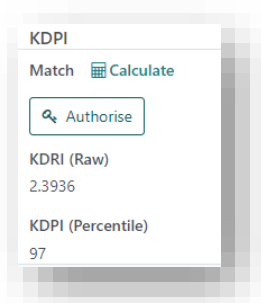 KDPI
Match Calculate
Authorise
KDRI (Raw)
2.3936
KDPI (Percentile)
97